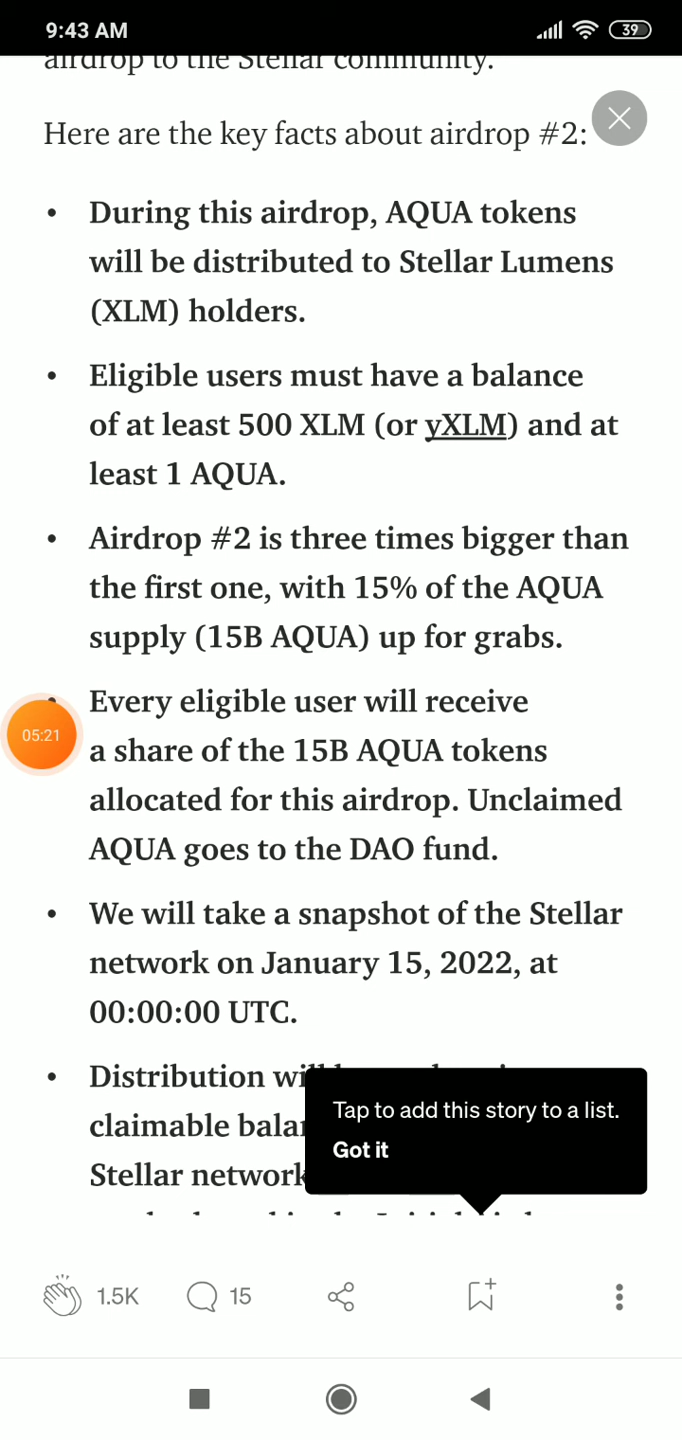 9:43 AM
39
airdrop to the Stellar community.
Here are the key facts about airdrop #2:
• During this airdrop, AQUA tokens
will be distributed to Stellar Lumens
(XLM) holders.
• Eligible users must have a balance
of at least 500 XLM (or yXLM) and at
least 1 AQUA.
• Airdrop #2 is three times bigger than
the first one, with 15% of the AQUA
supply (15B AQUA) up for grabs.
Every eligible user will receive
05:21
a share of the 15B AQUA tokens
allocated for this airdrop. Unclaimed
AQUA goes to the DAO fund.
• We will take a snapshot of the Stellar
network on January 15, 2022, at
00:00:00 UTC.
• Distribution
claimable
Stellar network
Tap to add this story to a list.
Got it
1.5K
15